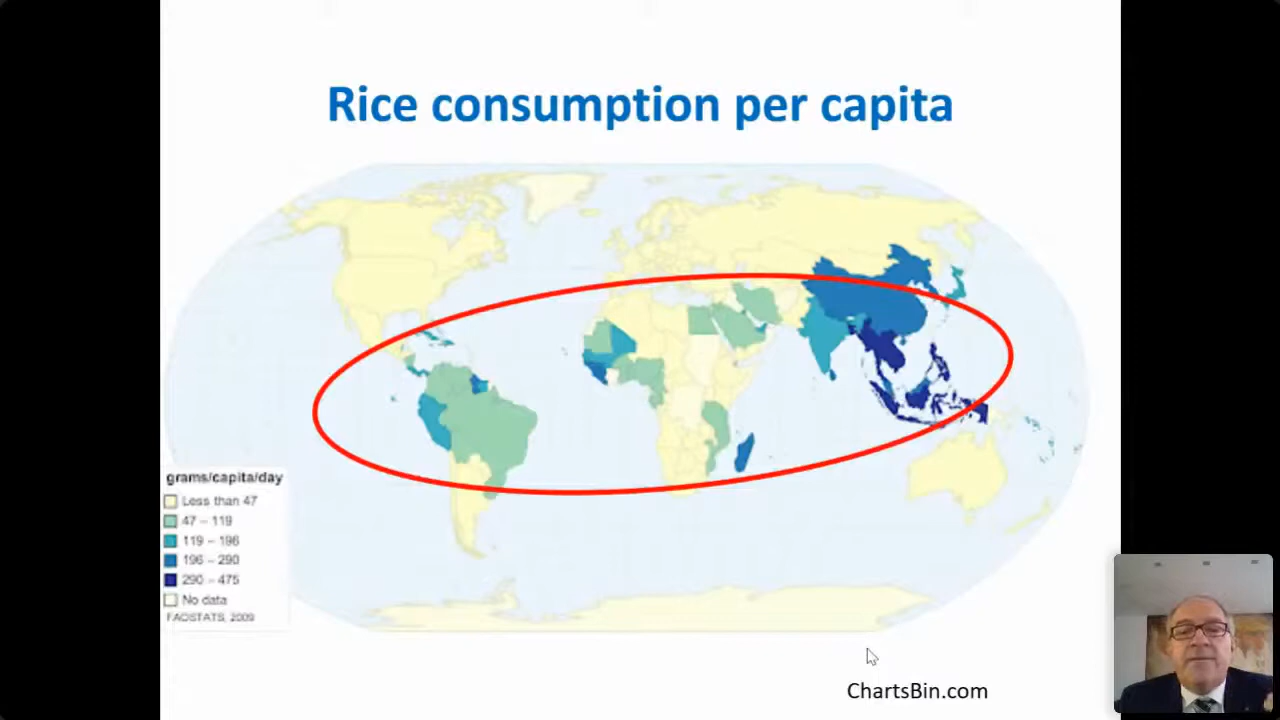 Rice consumption per capita
grams/capita/day
Less than 47
47 – 119
119 – 196
196 – 290
290 – 475
No data
FAOSTATS, 2009
ChartsBin.com